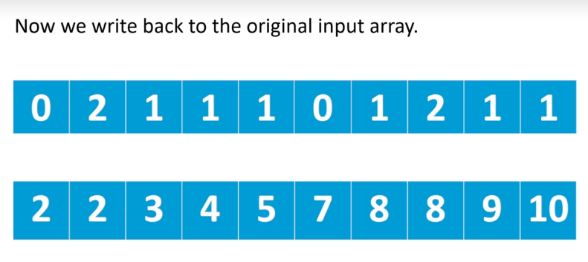 Now we write back to the original input array.
0 2 1 1 1 0 1 2 1 1
2 2 3 4 5 7 8 8 9 10